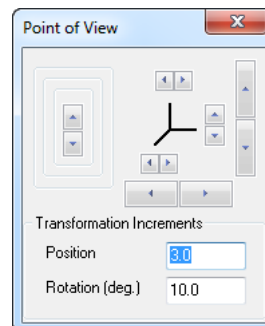 Point of View
Transformation Increments
Position 3.0
Rotation (deg.) 10.0